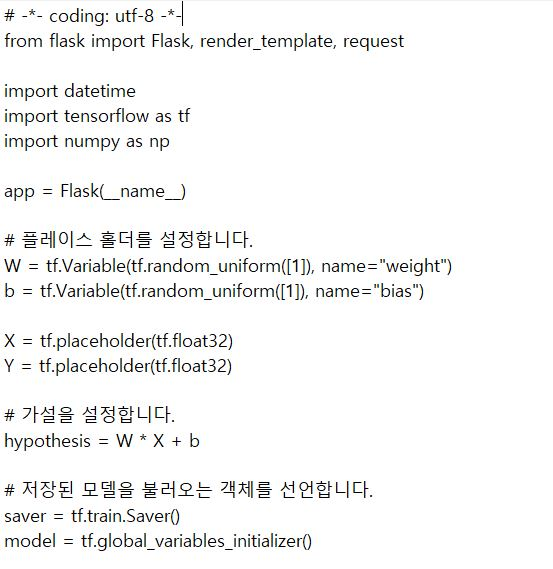 # -*- coding: utf-8 -*-
from flask import Flask, render_template, request
import datetime
import tensorflow as tf
import numpy as np
app = Flask(__name__)
# 플레이스 홀더를 설정합니다.
W = tf.Variable(tf.random_uniform([1]), name="weight")
b = tf.Variable(tf.random_uniform([1]), name="bias")
X = tf.placeholder(tf.float32)
Y = tf.placeholder(tf.float32)
# 가설을 설정합니다.
hypothesis = W * X + b
# 저장된 모델을 불러오는 객체를 선언합니다.
saver = tf.train.Saver()
model = tf.global_variables_initializer()